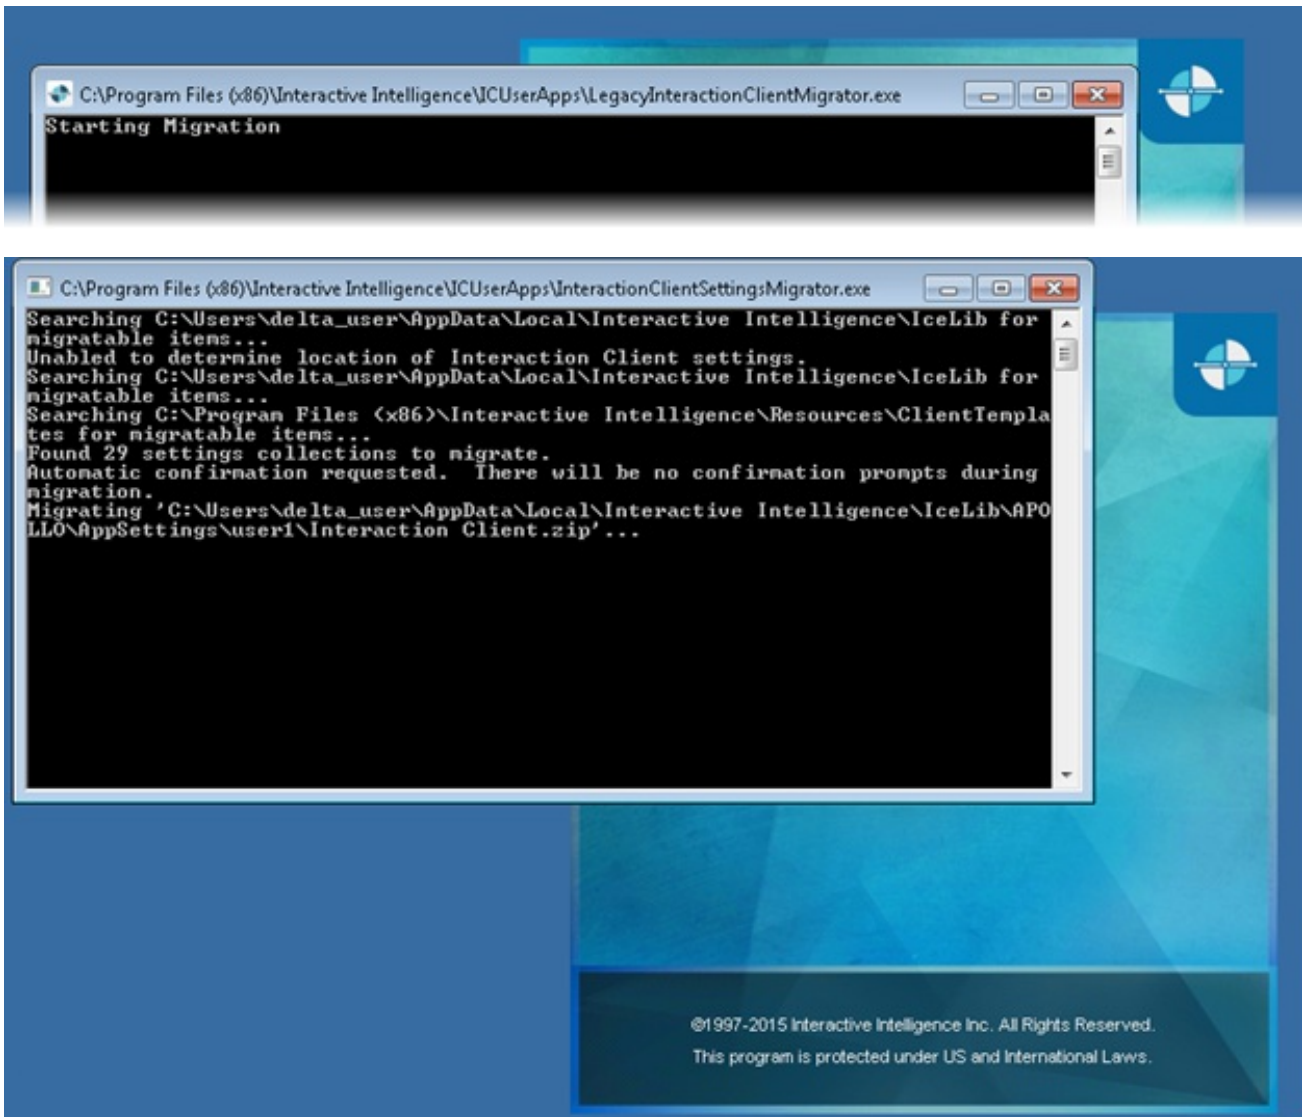 C:\Program Files (x86)\Interactive Intelligence\ICUserApps\LegacyInteractionClientMigrator.exe
Starting Migration
C:\Program Files (x86)\Interactive Intelligence\ICUserApps\InteractionClientSettingsMigrator.exe
Searching C:\Users\delta_user\AppData\Local\Interactive Intelligence\IceLib for
migratable items...
Unabled to determine location of Interaction Client settings.
Searching C:\Users\delta_user\AppData\Local\Interactive Intelligence\IceLib for
migratable items...
Searching C:\Program Files (x86)\Interactive Intelligence\Resources\ClientTempla
tes for migratable items...
Found 29 settings collections to migrate.
Automatic confirmation requested.  There will be no confirmation prompts during
migration.
Migrating 'C:\Users\delta_user\AppData\Local\Interactive Intelligence\IceLib\APO
LLO\AppSettings\user1\Interaction Client.zip'...
©1997-2015 Interactive Intelligence Inc. All Rights Reserved.
This program is protected under US and International Laws.